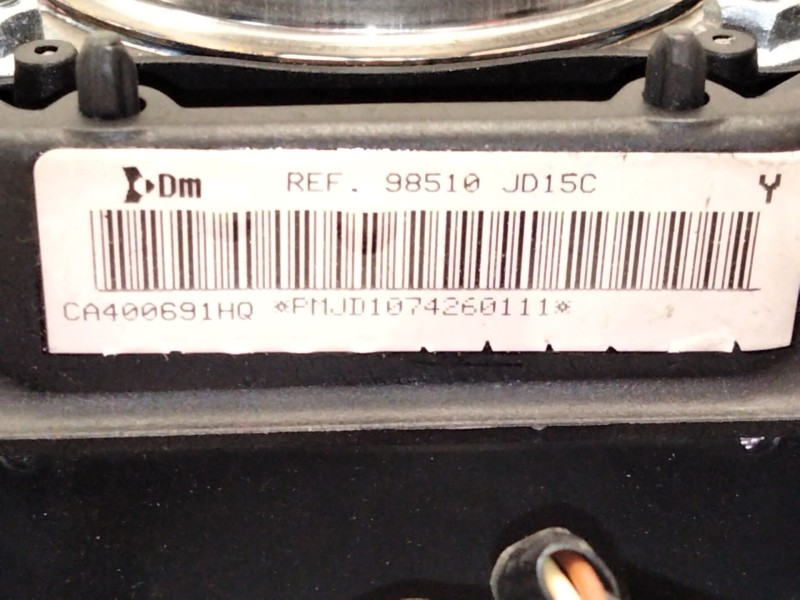 Dm REF. 98510 JD15C Y
CA400691HQ *PMJD1074260111*